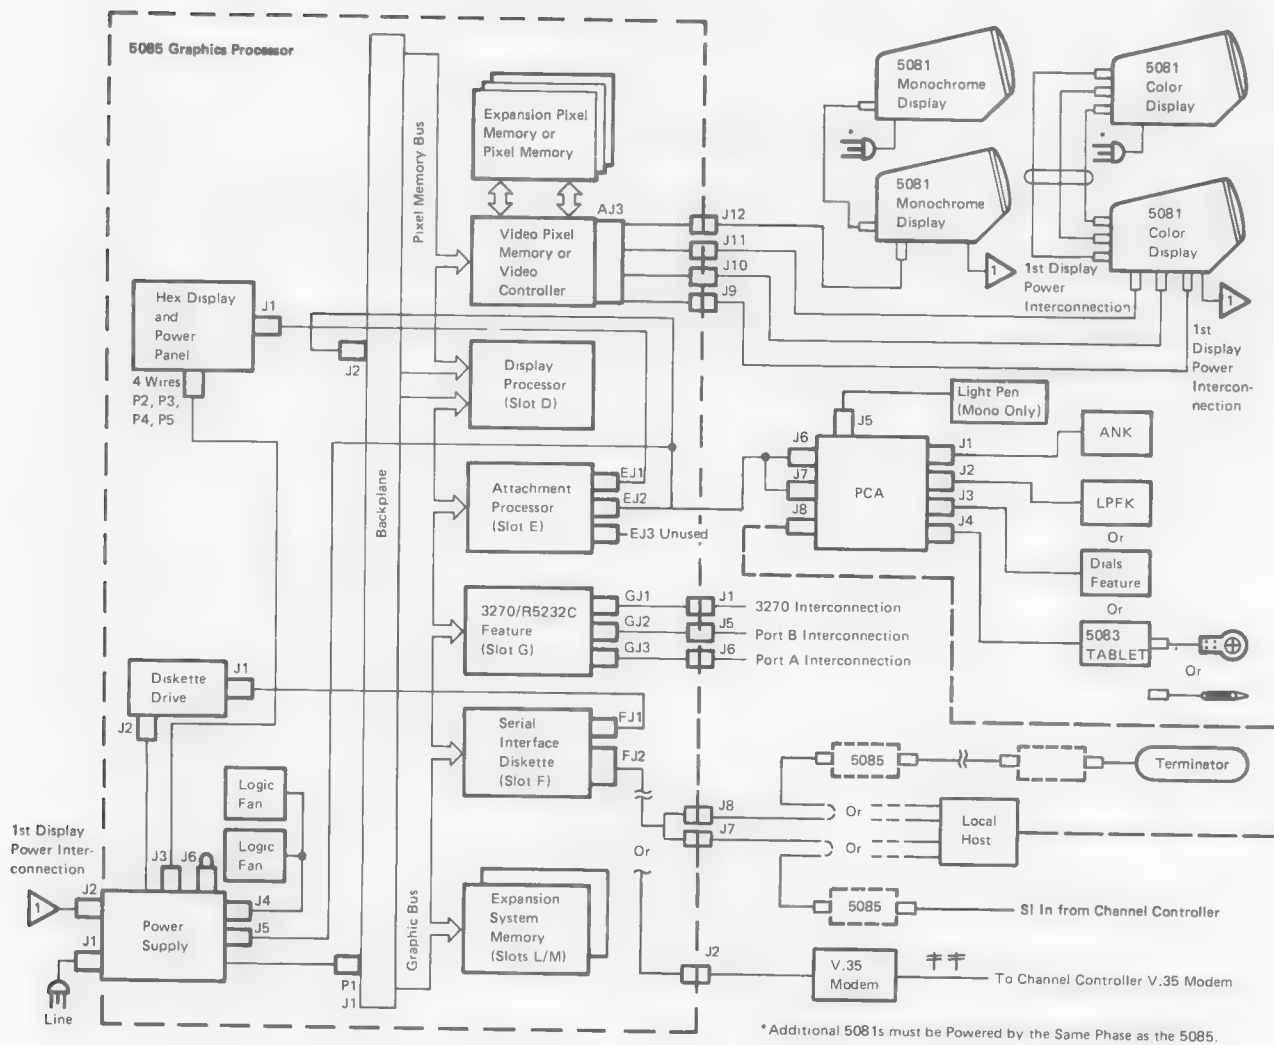 5085 Graphics Processor
Expansion Pixel
Memory or
Pixel Memory
AJ3
Video Pixel
Memory or
Video
Controller
Pixel Memory Bus
J12
J11
J10
J9
5081
Monochrome
Display
*
5081
Color
Display
*
5081
Monochrome
Display
5081
Color
Display
1
1st Display
Power
Interconnection
1
1st
Display
Power
Intercon-
nection
Hex Display
and
Power
Panel
J1
J2
4 Wires
P2, P3,
P4, P5
Display
Processor
(Slot D)
Backplane
Attachment
Processor
(Slot E)
EJ1
EJ2
EJ3 Unused
Light Pen
(Mono Only)
J5
J6
J7
J8
PCA
J1
J2
J3
J4
ANK
LPFK
Or
Dials
Feature
Or
5083
TABLET
Or
3270/R5232C
Feature
(Slot G)
GJ1
GJ2
GJ3
J1
J5
J6
3270 Interconnection
Port B Interconnection
Port A Interconnection
Diskette
Drive
J1
J2
Serial
Interface
Diskette
(Slot F)
FJ1
FJ2
Logic
Fan
Logic
Fan
J8
J7
Or
5085
Terminator
Or
Or
Local
Host
5085
SI In from Channel Controller
1st Display
Power Inter-
connection
1
J2
J1
J3
J6
J4
J5
Power
Supply
Line
P1
J1
Graphic Bus
Expansion
System
Memory
(Slots L/M)
J2
V.35
Modem
To Channel Controller V.35 Modem
*Additional 5081s must be Powered by the Same Phase as the 5085.